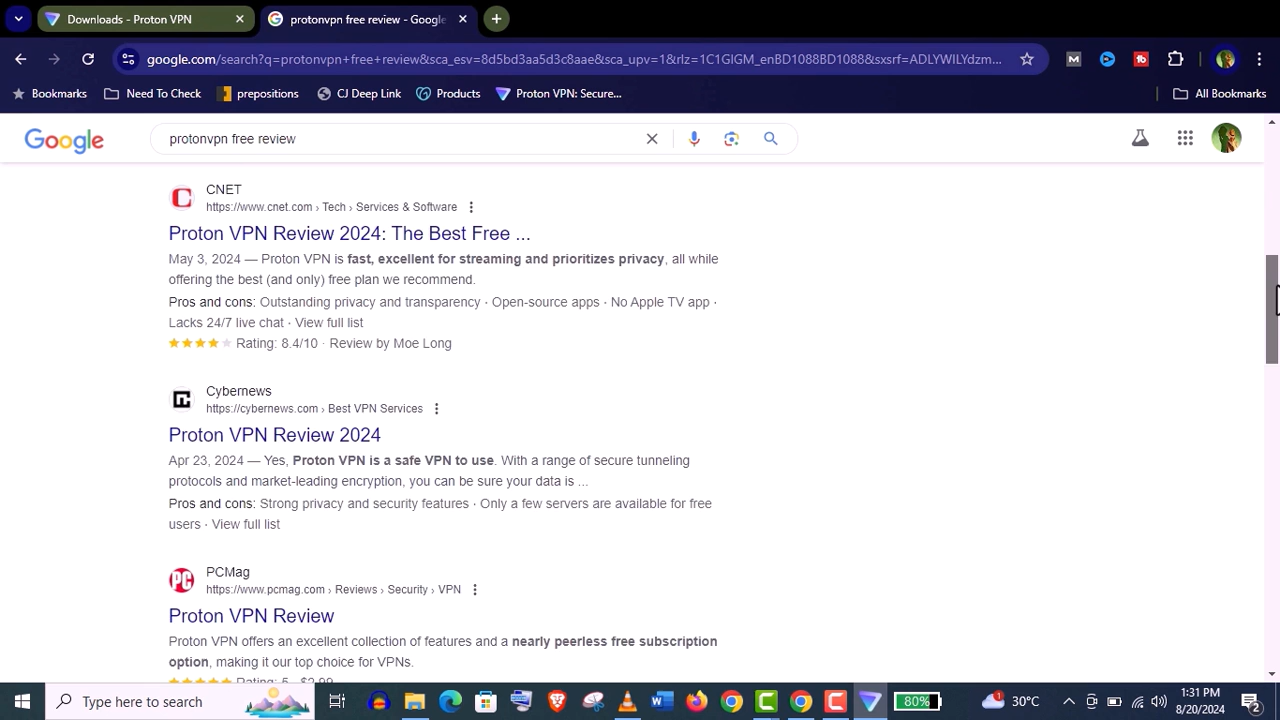 Downloads - Proton VPN
protonvpn free review - Google
google.com/search?q=protonvpn+free+review&sca_esv=8d5bd3aa5d3c8aae&sca_upv=1&rlz=1C1GIGM_enBD1088BD1088&sxsrf=ADLYWILYdzm...
Bookmarks
Need To Check
prepositions
CJ Deep Link
Products
Proton VPN: Secure...
All Bookmarks
Google
protonvpn free review
CNET
https://www.cnet.com › Tech › Services & Software
Proton VPN Review 2024: The Best Free ...
May 3, 2024 — Proton VPN is fast, excellent for streaming and prioritizes privacy, all while
offering the best (and only) free plan we recommend.
Pros and cons: Outstanding privacy and transparency · Open-source apps · No Apple TV app ·
Lacks 24/7 live chat · View full list
Rating: 8.4/10 · Review by Moe Long
Cybernews
https://cybernews.com › Best VPN Services
Proton VPN Review 2024
Apr 23, 2024 — Yes, Proton VPN is a safe VPN to use. With a range of secure tunneling
protocols and market-leading encryption, you can be sure your data is ...
Pros and cons: Strong privacy and security features · Only a few servers are available for free
users · View full list
PCMag
https://www.pcmag.com › Reviews › Security › VPN
Proton VPN Review
Proton VPN offers an excellent collection of features and a nearly peerless free subscription
option, making it our top choice for VPNs.
Rating: 5 · $2.99
Type here to search
80%
30°C
1:31 PM
8/20/2024